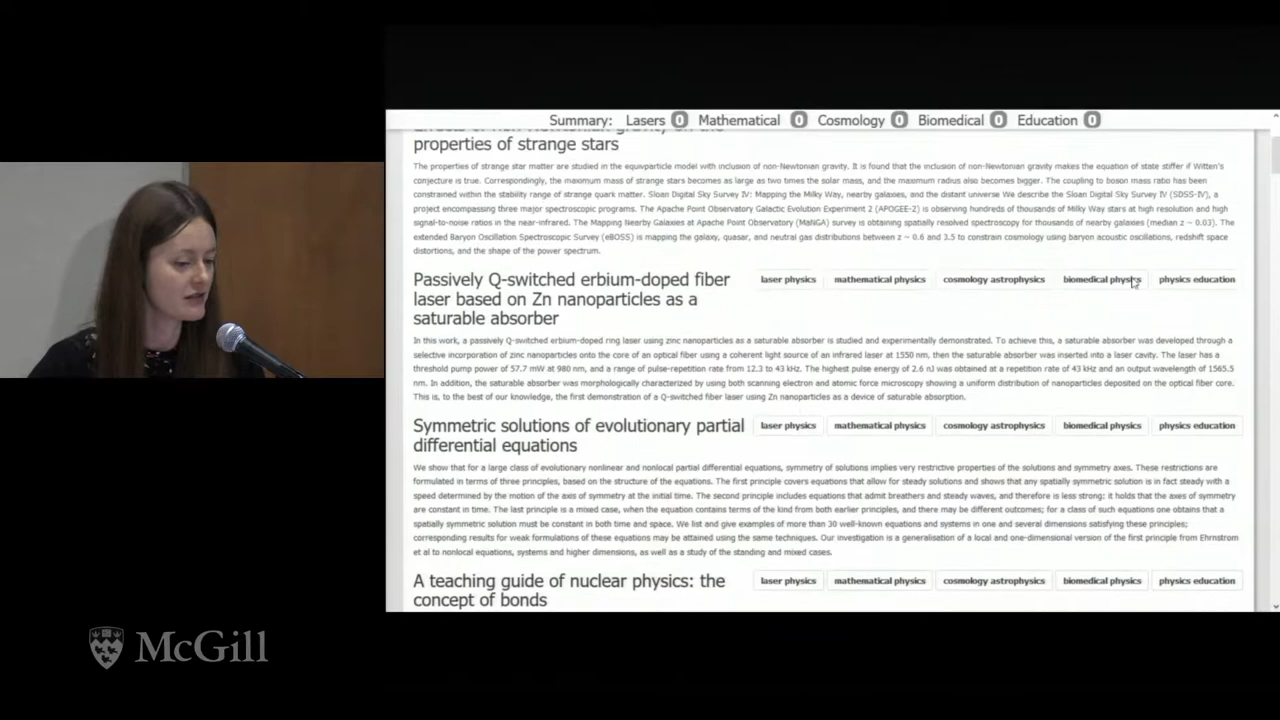 Summary: Lasers 0 Mathematical 0 Cosmology 0 Biomedical 0 Education 0
Effects of non-Newtonian gravity on the
properties of strange stars
The properties of strange star matter are studied in the equivparticle model with inclusion of non-Newtonian gravity. It is found that the inclusion of non-Newtonian gravity makes the equation of state stiffer if Witten's
conjecture is true. Correspondingly, the maximum mass of strange stars becomes as large as two times the solar mass, and the maximum radius also becomes bigger. The coupling to boson mass ratio has been
constrained within the stability range of strange quark matter. Sloan Digital Sky Survey IV: Mapping the Milky Way, nearby galaxies, and the distant universe We describe the Sloan Digital Sky Survey IV (SDSS-IV), a
project encompassing three major spectroscopic programs. The Apache Point Observatory Galactic Evolution Experiment 2 (APOGEE-2) is observing hundreds of thousands of Milky Way stars at high resolution and high
signal-to-noise ratios in the near-infrared. The Mapping Nearby Galaxies at Apache Point Observatory (MaNGA) survey is obtaining spatially resolved spectroscopy for thousands of nearby galaxies (median z ~ 0.03). The
extended Baryon Oscillation Spectroscopic Survey (eBOSS) is mapping the galaxy, quasar, and neutral gas distributions between z ~ 0.6 and 3.5 to constrain cosmology using baryon acoustic oscillations, redshift space
distortions, and the shape of the power spectrum.
Passively Q-switched erbium-doped fiber
laser based on Zn nanoparticles as a
saturable absorber
laser physics mathematical physics cosmology astrophysics biomedical physics physics education
In this work, a passively Q-switched erbium-doped ring laser using zinc nanoparticles as a saturable absorber is studied and experimentally demonstrated. To achieve this, a saturable absorber was developed through a
selective incorporation of zinc nanoparticles onto the core of an optical fiber using a coherent light source of an infrared laser at 1550 nm, then the saturable absorber was inserted into a laser cavity. The laser has a
threshold pump power of 57.7 mW at 980 nm, and a range of pulse-repetition rate from 12.3 to 43 kHz. The highest pulse energy of 2.6 nJ was obtained at a repetition rate of 43 kHz and an output wavelength of 1565.5
nm. In addition, the saturable absorber was morphologically characterized by using both scanning electron and atomic force microscopy showing a uniform distribution of nanoparticles deposited on the optical fiber core.
This is, to the best of our knowledge, the first demonstration of a Q-switched fiber laser using Zn nanoparticles as a device of saturable absorption.
Symmetric solutions of evolutionary partial
differential equations
laser physics mathematical physics cosmology astrophysics biomedical physics physics education
We show that for a large class of evolutionary nonlinear and nonlocal partial differential equations, symmetry of solutions implies very restrictive properties of the solutions and symmetry axes. These restrictions are
formulated in terms of three principles, based on the structure of the equations. The first principle covers equations that allow for steady solutions and shows that any spatially symmetric solution is in fact steady with a
speed determined by the motion of the axis of symmetry at the initial time. The second principle includes equations that admit breathers and steady waves, and therefore is less strong: it holds that the axes of symmetry
are constant in time. The last principle is a mixed case, when the equation contains terms of the kind from both earlier principles, and there may be different outcomes; for a class of such equations one obtains that a
spatially symmetric solution must be constant in both time and space. We list and give examples of more than 30 well-known equations and systems in one and several dimensions satisfying these principles;
corresponding results for weak formulations of these equations may be attained using the same techniques. Our investigation is a generalisation of a local and one-dimensional version of the first principle from Ehrnstrom
et al to nonlocal equations, systems and higher dimensions, as well as a study of the standing and mixed cases.
A teaching guide of nuclear physics: the
concept of bonds
laser physics mathematical physics cosmology astrophysics biomedical physics physics education
McGill